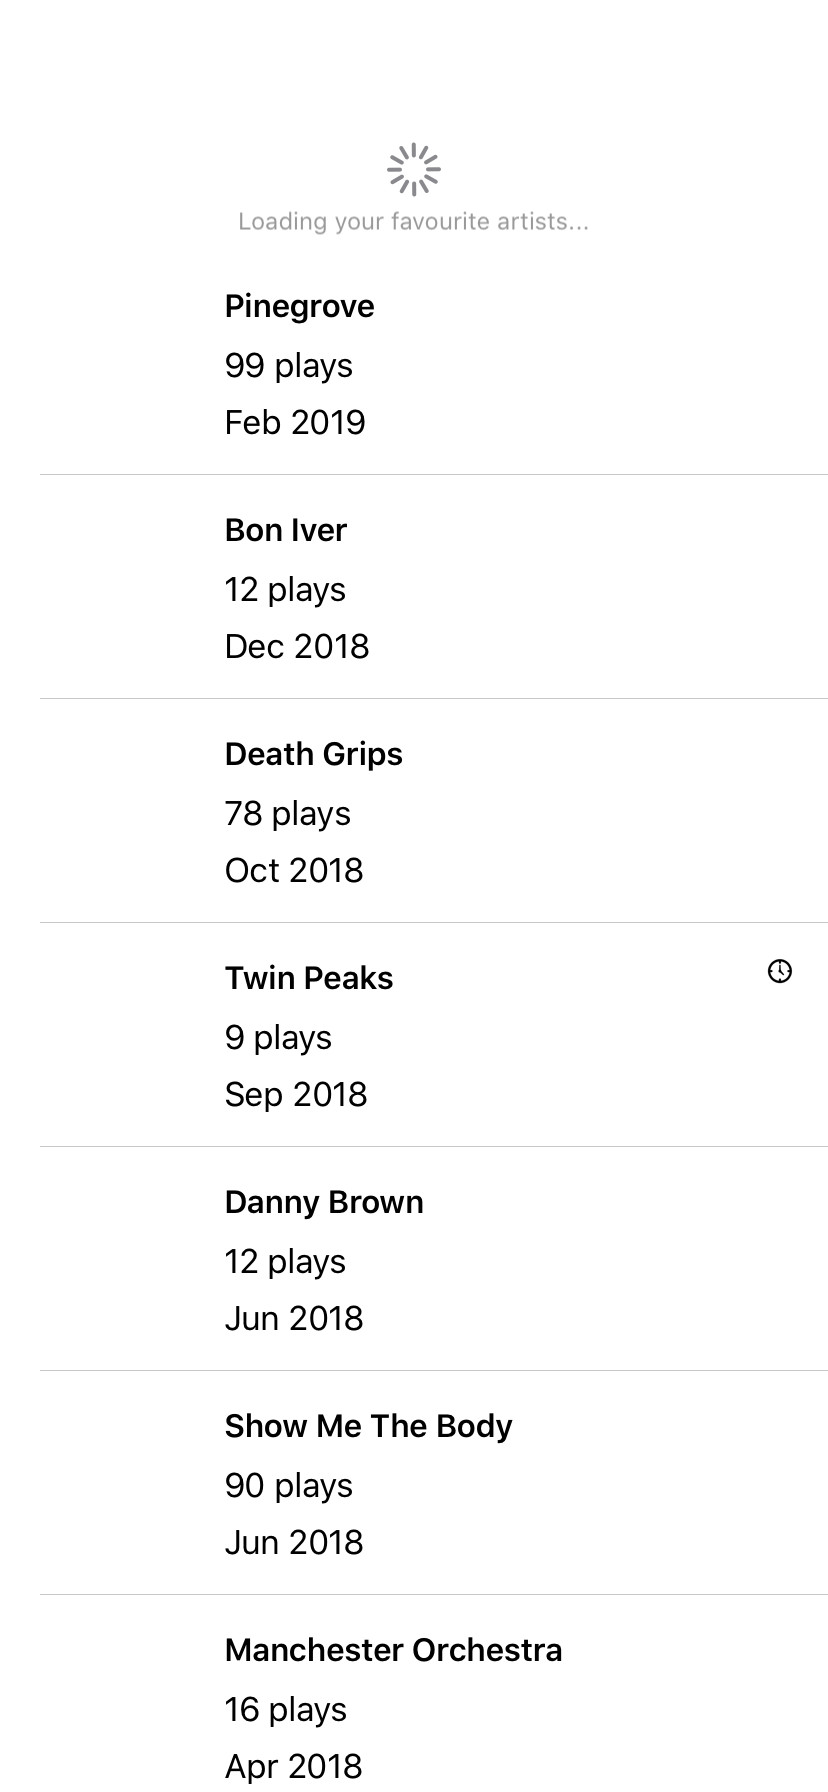 Loading your favourite artists...
Pinegrove
99 plays
Feb 2019
Bon Iver
12 plays
Dec 2018
Death Grips
78 plays
Oct 2018
Twin Peaks
9 plays
Sep 2018
Danny Brown
12 plays
Jun 2018
Show Me The Body
90 plays
Jun 2018
Manchester Orchestra
16 plays
Apr 2018